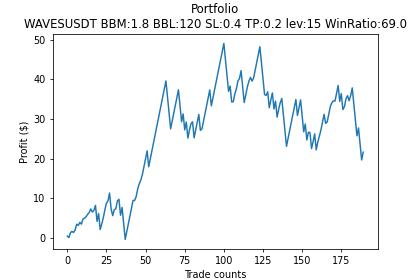 Portfolio
WAVESUSDT BBM:1.8 BBL:120 SL:0.4 TP:0.2 lev:15 WinRatio:69.0
50
40
30
20
10
0
Profit ($)
0 25 50 75 100 125 150 175
Trade counts